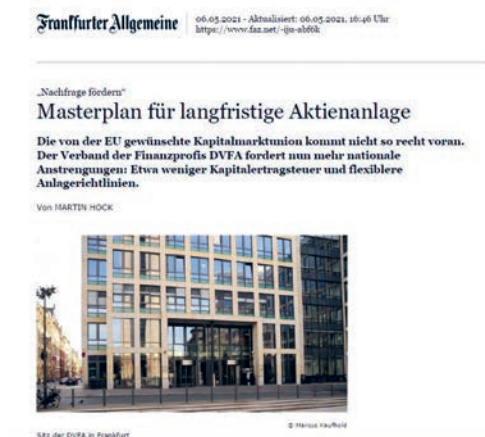 Frankfurter Allgemeine
06.05.2021 - Aktualisiert: 06.05.2021, 16:46 Uhr
https://www.faz.net/-iju-abf6k
„Nachfrage fördern“
Masterplan für langfristige Aktienanlage
Die von der EU gewünschte Kapitalmarktunion kommt nicht so recht voran.
Der Verband der Finanzprofis DVFA fordert nun mehr nationale
Anstrengungen: Etwa weniger Kapitalertragsteuer und flexiblere
Anlagerichtlinien.
Von MARTIN HOCK
© Marcus Kaufhold
Sitz der DVFA in Frankfurt